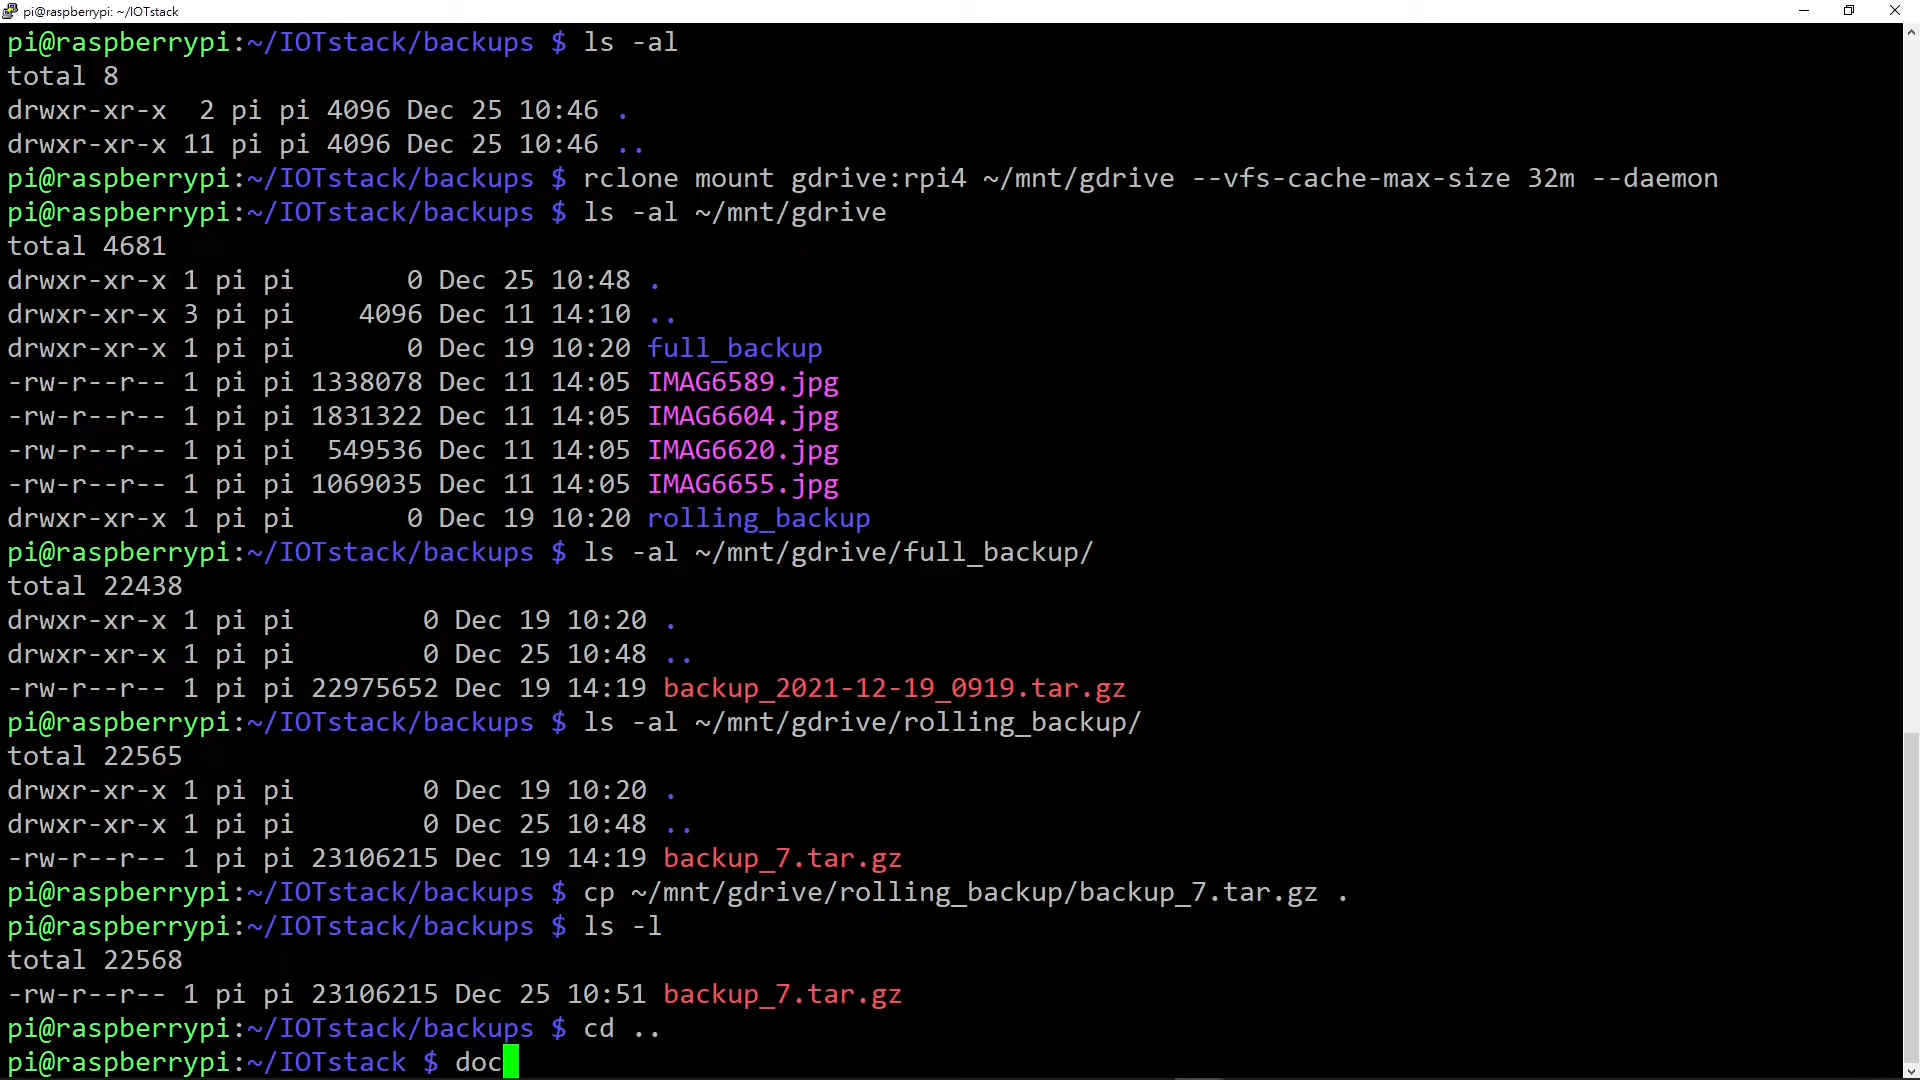 pi@raspberrypi: ~/IOTstack
pi@raspberrypi:~/IOTstack/backups $ ls -al
total 8
drwxr-xr-x  2 pi pi 4096 Dec 25 10:46 .
drwxr-xr-x 11 pi pi 4096 Dec 25 10:46 ..
pi@raspberrypi:~/IOTstack/backups $ rclone mount gdrive:rpi4 ~/mnt/gdrive --vfs-cache-max-size 32m --daemon
pi@raspberrypi:~/IOTstack/backups $ ls -al ~/mnt/gdrive
total 4681
drwxr-xr-x 1 pi pi       0 Dec 25 10:48 .
drwxr-xr-x 3 pi pi    4096 Dec 11 14:10 ..
drwxr-xr-x 1 pi pi       0 Dec 19 10:20 full_backup
-rw-r--r-- 1 pi pi 1338078 Dec 11 14:05 IMAG6589.jpg
-rw-r--r-- 1 pi pi 1831322 Dec 11 14:05 IMAG6604.jpg
-rw-r--r-- 1 pi pi  549536 Dec 11 14:05 IMAG6620.jpg
-rw-r--r-- 1 pi pi 1069035 Dec 11 14:05 IMAG6655.jpg
drwxr-xr-x 1 pi pi       0 Dec 19 10:20 rolling_backup
pi@raspberrypi:~/IOTstack/backups $ ls -al ~/mnt/gdrive/full_backup/
total 22438
drwxr-xr-x 1 pi pi        0 Dec 19 10:20 .
drwxr-xr-x 1 pi pi        0 Dec 25 10:48 ..
-rw-r--r-- 1 pi pi 22975652 Dec 19 14:19 backup_2021-12-19_0919.tar.gz
pi@raspberrypi:~/IOTstack/backups $ ls -al ~/mnt/gdrive/rolling_backup/
total 22565
drwxr-xr-x 1 pi pi        0 Dec 19 10:20 .
drwxr-xr-x 1 pi pi        0 Dec 25 10:48 ..
-rw-r--r-- 1 pi pi 23106215 Dec 19 14:19 backup_7.tar.gz
pi@raspberrypi:~/IOTstack/backups $ cp ~/mnt/gdrive/rolling_backup/backup_7.tar.gz .
pi@raspberrypi:~/IOTstack/backups $ ls -l
total 22568
-rw-r--r-- 1 pi pi 23106215 Dec 25 10:51 backup_7.tar.gz
pi@raspberrypi:~/IOTstack/backups $ cd ..
pi@raspberrypi:~/IOTstack $ doc